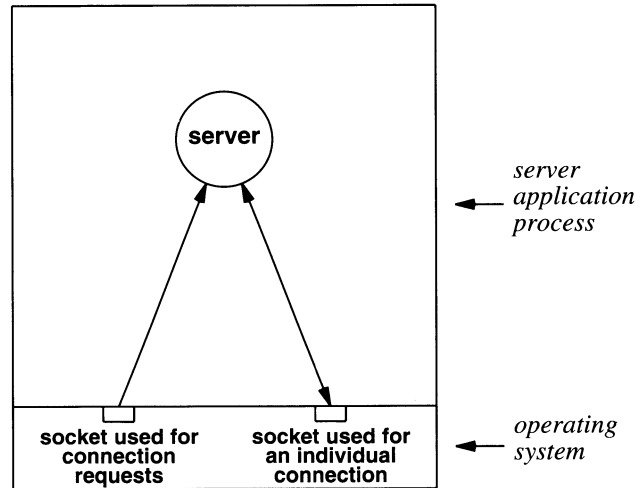 server
server
application
process
socket used for
connection
requests
socket used for
an individual
connection
operating
system